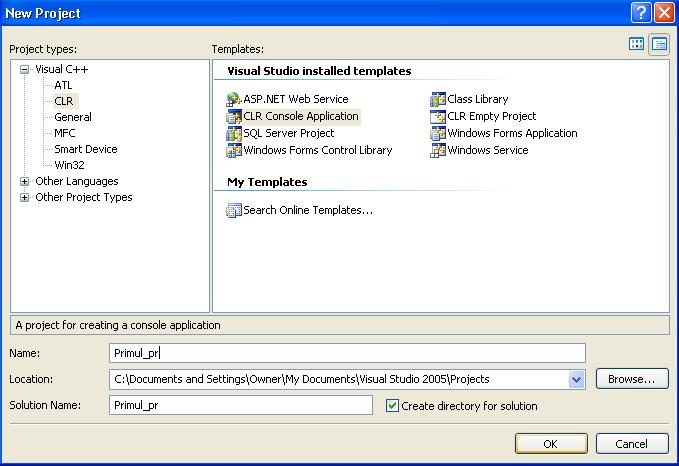 New Project
Project types:
Templates:
Visual C++
ATL
CLR
General
MFC
Smart Device
Win32
Other Languages
Other Project Types
Visual Studio installed templates
ASP.NET Web Service
Class Library
CLR Console Application
CLR Empty Project
SQL Server Project
Windows Forms Application
Windows Forms Control Library
Windows Service
My Templates
Search Online Templates...
A project for creating a console application
Name:
Primul_pr
Location:
C:\Documents and Settings\Owner\My Documents\Visual Studio 2005\Projects
Browse...
Solution Name:
Primul_pr
Create directory for solution
OK
Cancel